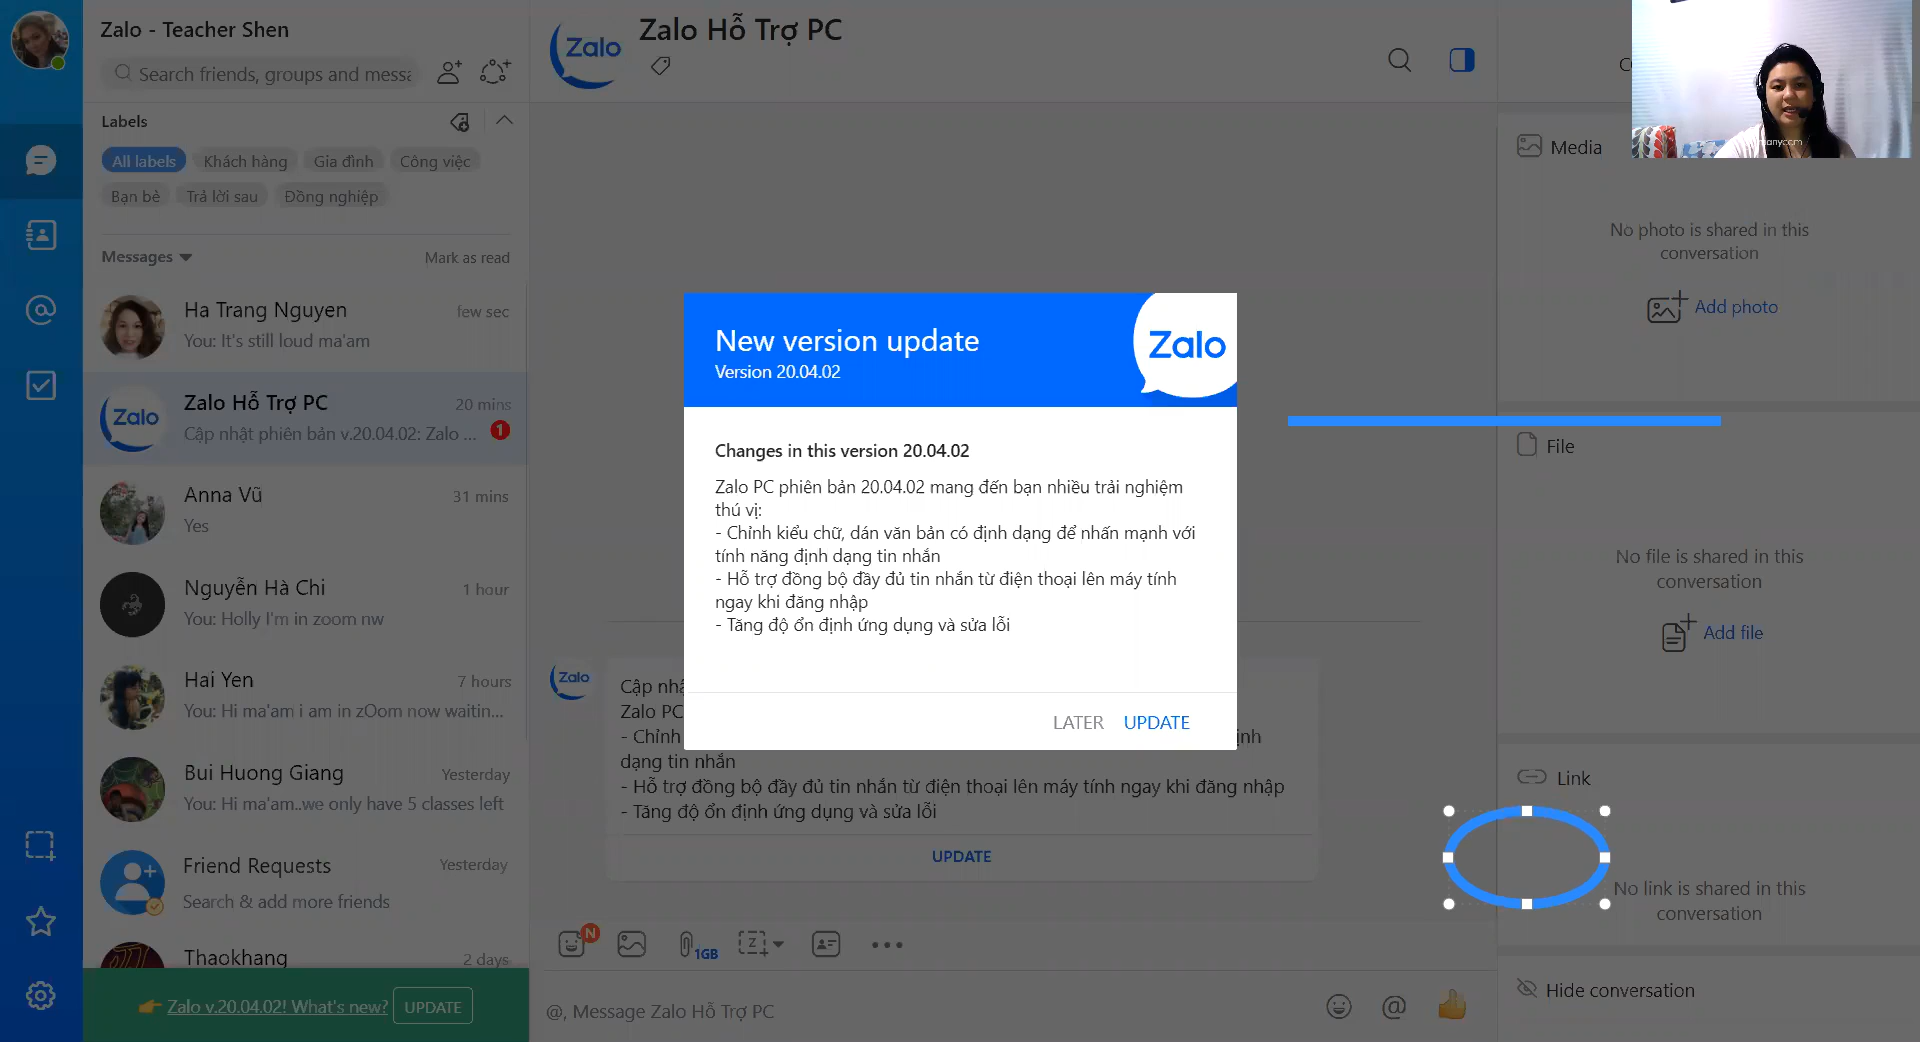 Zalo - Teacher Shen
Search friends, groups and messa
Labels
All labels
Khách hàng
Gia đình
Công việc
Bạn bè
Trả lời sau
Đồng nghiệp
Messages
Mark as read
Ha Trang Nguyen
few sec
You: It's still loud ma'am
Zalo
Zalo Hỗ Trợ PC
20 mins
Cập nhật phiên bản v.20.04.02: Zalo ...
1
Anna Vũ
31 mins
Yes
Nguyễn Hà Chi
1 hour
You: Holly I'm in zoom nw
Hai Yen
7 hours
You: Hi ma'am i am in zOom now waitin...
Bui Huong Giang
Yesterday
You: Hi ma'am..we only have 5 classes left
Friend Requests
Yesterday
Search & add more friends
Thaokhang
2 days
Zalo v.20.04.02! What's new?
UPDATE
Zalo
Zalo Hỗ Trợ PC
New version update
Version 20.04.02
Zalo
Changes in this version 20.04.02
Zalo PC phiên bản 20.04.02 mang đến bạn nhiều trải nghiệm
thú vị:
- Chỉnh kiểu chữ, dán văn bản có định dạng để nhấn mạnh với
tính năng định dạng tin nhắn
- Hỗ trợ đồng bộ đầy đủ tin nhắn từ điện thoại lên máy tính
ngay khi đăng nhập
- Tăng độ ổn định ứng dụng và sửa lỗi
LATER
UPDATE
Zalo
Cập
Zalo PC
- Chỉnh
dạng tin nhắn
- Hỗ trợ đồng bộ đầy đủ tin nhắn từ điện thoại lên máy tính ngay khi đăng nhập
- Tăng độ ổn định ứng dụng và sửa lỗi
UPDATE
N
1GB
Z
@, Message Zalo Hỗ Trợ PC
Media
No photo is shared in this
conversation
Add photo
File
No file is shared in this
conversation
Add file
Link
No link is shared in this
conversation
Hide conversation